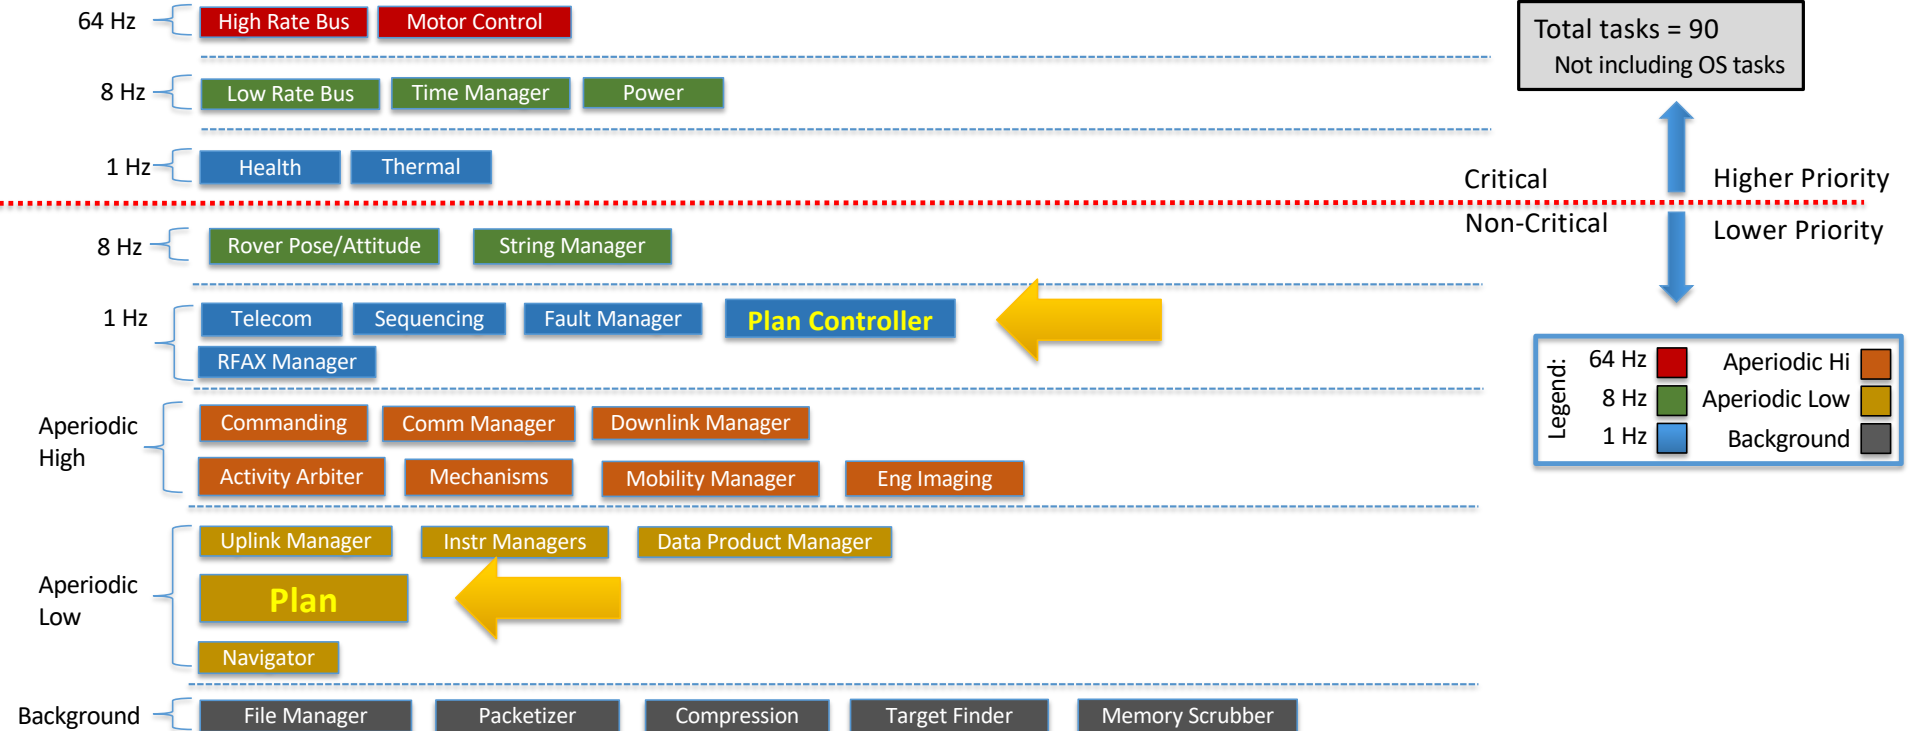 64 Hz
High Rate Bus
Motor Control
Total tasks = 90
Not including OS tasks
8 Hz
Low Rate Bus
Time Manager
Power
1 Hz
Health
Thermal
Critical
Higher Priority
Non-Critical
Lower Priority
8 Hz
Rover Pose/Attitude
String Manager
1 Hz
Telecom
Sequencing
Fault Manager
Plan Controller
RFAX Manager
Legend:
64 Hz
Aperiodic Hi
8 Hz
Aperiodic Low
1 Hz
Background
Aperiodic
High
Commanding
Comm Manager
Downlink Manager
Activity Arbiter
Mechanisms
Mobility Manager
Eng Imaging
Aperiodic
Low
Uplink Manager
Instr Managers
Data Product Manager
Plan
Navigator
Background
File Manager
Packetizer
Compression
Target Finder
Memory Scrubber